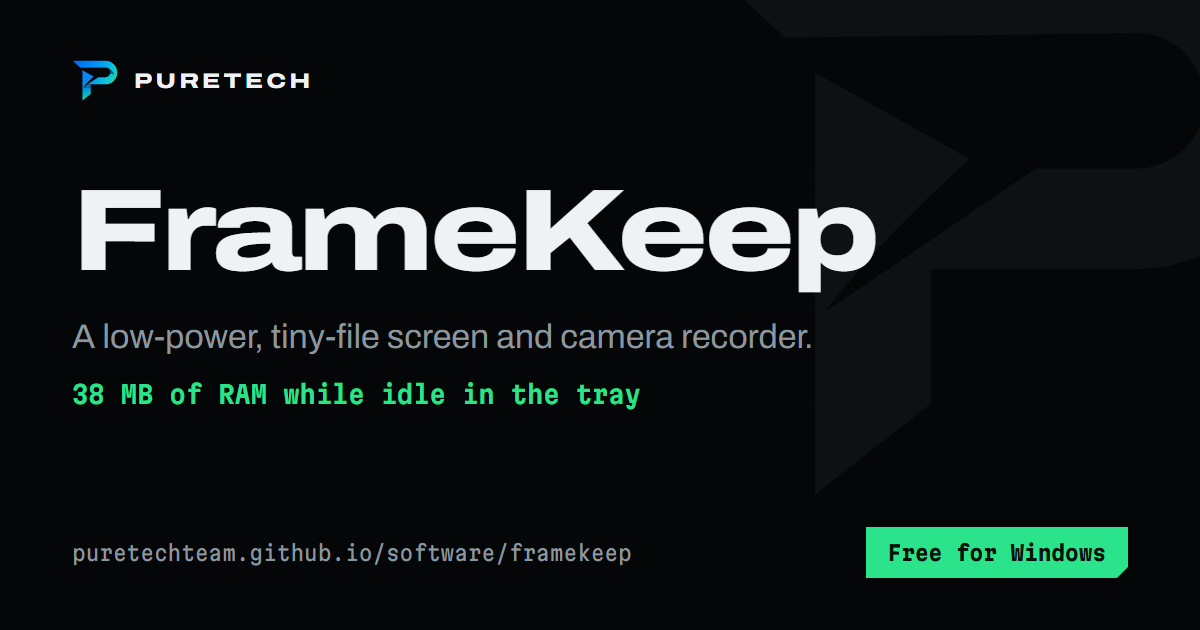 PURETECH
FrameKeep
A low-power, tiny-file screen and camera recorder.
38 MB of RAM while idle in the tray
puretechteam.github.io/software/framekeep
Free for Windows